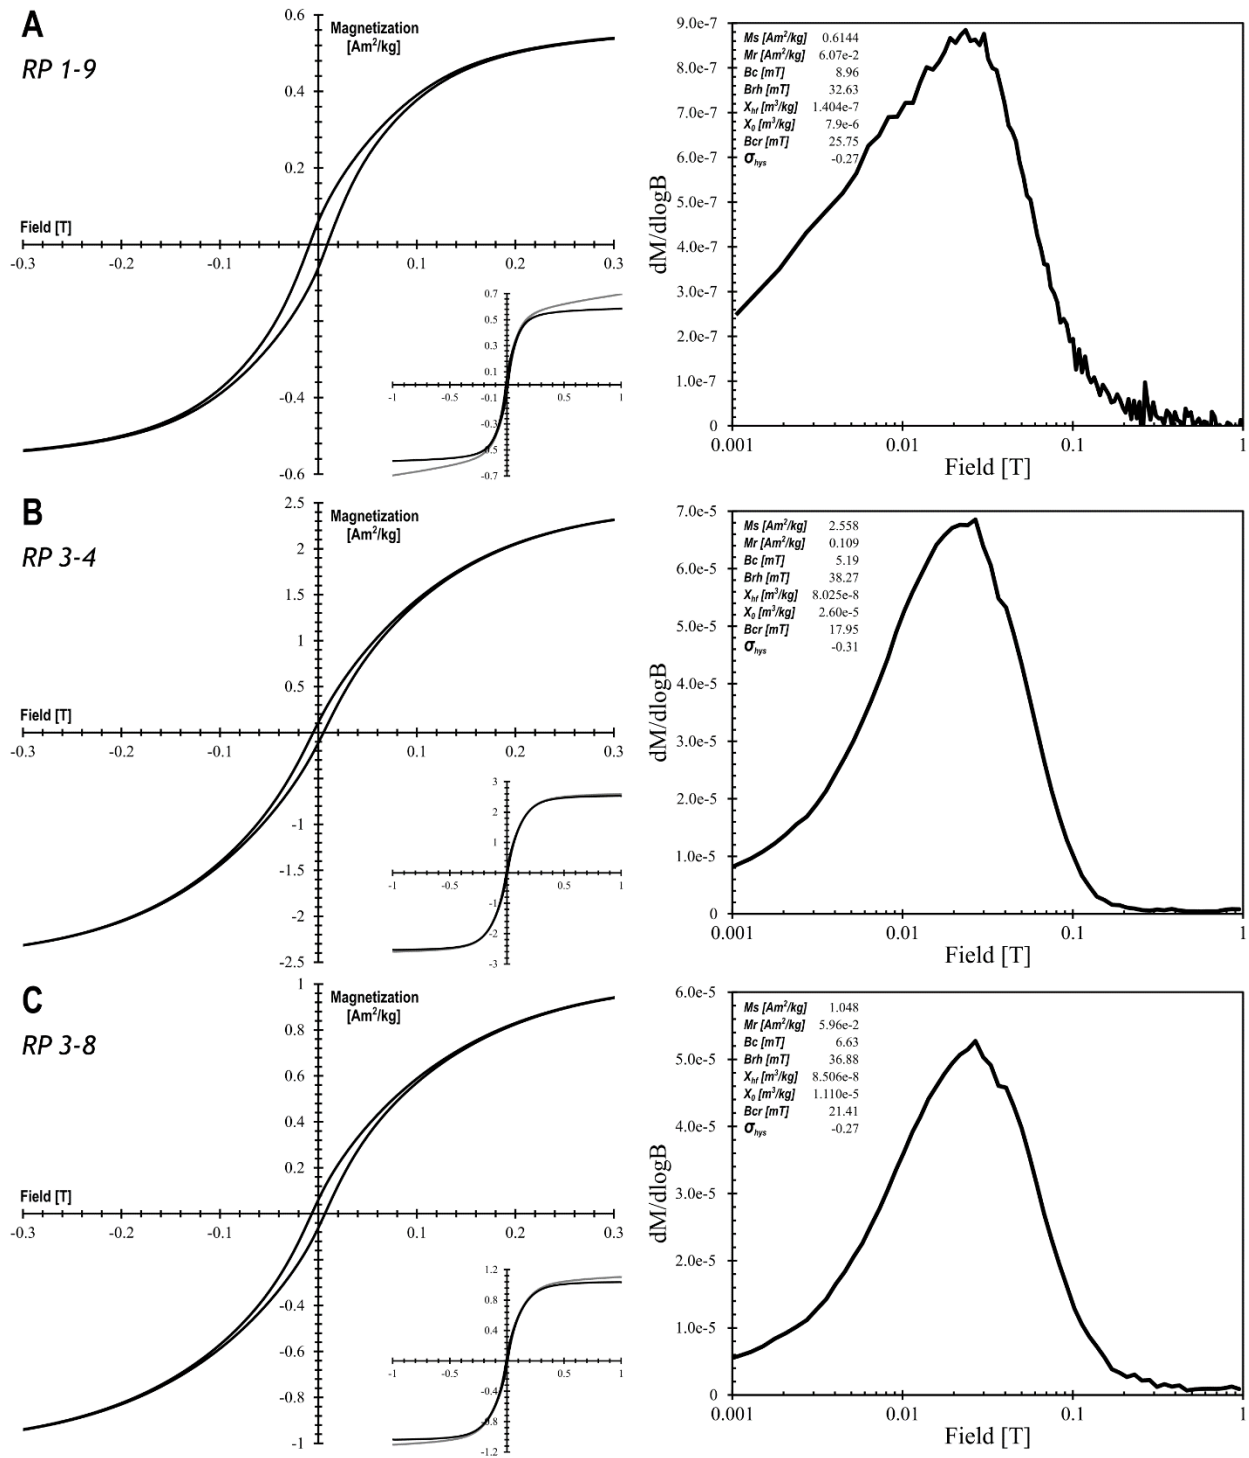 A
RP 1-9
Magnetization
[Am²/kg]
Field [T]
0.6
0.4
0.2
-0.4
-0.6
-0.3
-0.2
-0.1
0.1
0.2
0.3
0.7
0.5
0.3
0.1
-0.1
-0.3
-0.5
-0.7
-1
-0.5
0.5
1
Ms [Am²/kg] 0.6144
Mr [Am²/kg] 6.07e-2
Bc [mT] 8.96
Brh [mT] 32.63
X_hf [m³/kg] 1.404e-7
X_0 [m³/kg] 7.9e-6
Bcr [mT] 25.75
σ_hys -0.27
dM/dlogB
9.0e-7
8.0e-7
7.0e-7
6.0e-7
5.0e-7
4.0e-7
3.0e-7
2.0e-7
1.0e-7
0
0.001
0.01
0.1
1
Field [T]
B
RP 3-4
Magnetization
[Am²/kg]
Field [T]
2.5
2
1.5
1
0.5
-1
-1.5
-2
-2.5
-0.3
-0.2
-0.1
0.1
0.2
0.3
3
2
1
-1
-2
-3
-1
-0.5
0.5
1
Ms [Am²/kg] 2.558
Mr [Am²/kg] 0.109
Bc [mT] 5.19
Brh [mT] 38.27
X_hf [m³/kg] 8.025e-8
X_0 [m³/kg] 2.60e-5
Bcr [mT] 17.95
σ_hys -0.31
dM/dlogB
7.0e-5
6.0e-5
5.0e-5
4.0e-5
3.0e-5
2.0e-5
1.0e-5
0
0.001
0.01
0.1
1
Field [T]
C
RP 3-8
Magnetization
[Am²/kg]
Field [T]
1
0.8
0.6
0.4
0.2
-0.4
-0.6
-0.8
-1
-0.3
-0.2
-0.1
0.1
0.2
0.3
1.2
0.8
0.4
-0.4
-0.8
-1.2
-1
-0.5
0.5
1
Ms [Am²/kg] 1.048
Mr [Am²/kg] 5.96e-2
Bc [mT] 6.63
Brh [mT] 36.88
X_hf [m³/kg] 8.506e-8
X_0 [m³/kg] 1.110e-5
Bcr [mT] 21.41
σ_hys -0.27
dM/dlogB
6.0e-5
5.0e-5
4.0e-5
3.0e-5
2.0e-5
1.0e-5
0
0.001
0.01
0.1
1
Field [T]